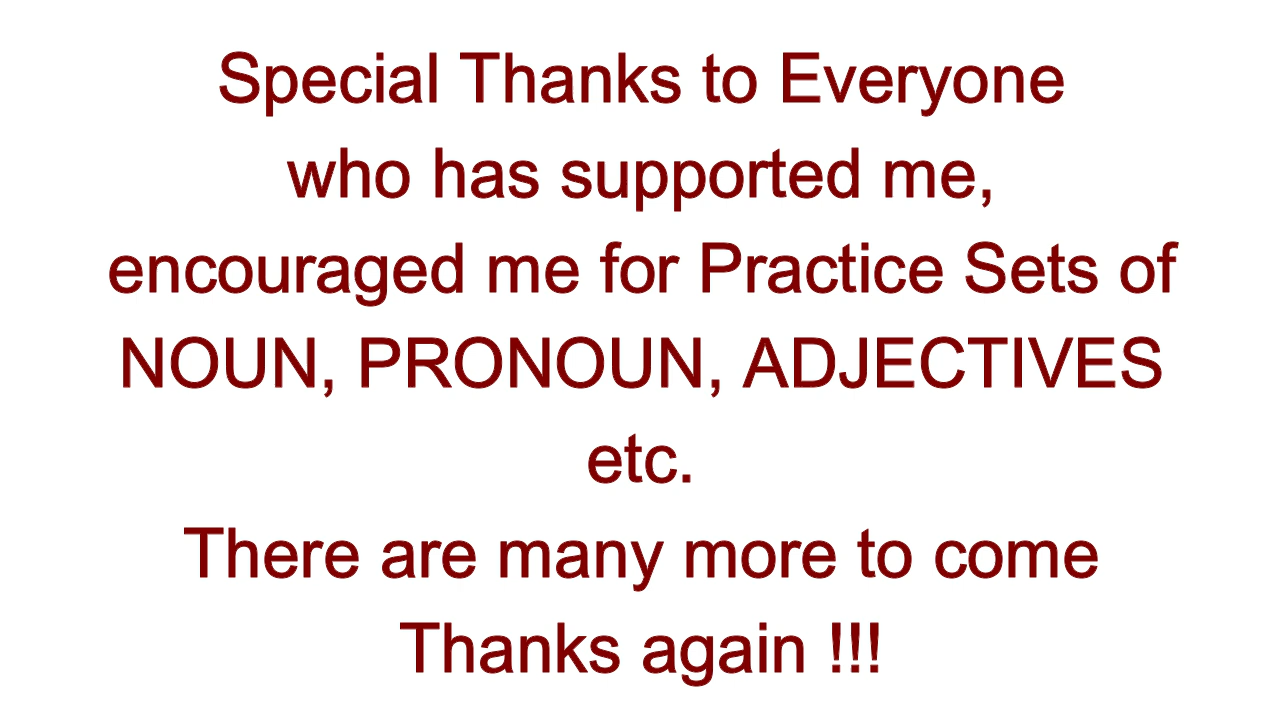 Special Thanks to Everyone
who has supported me,
encouraged me for Practice Sets of
NOUN, PRONOUN, ADJECTIVES
etc.
There are many more to come
Thanks again !!!